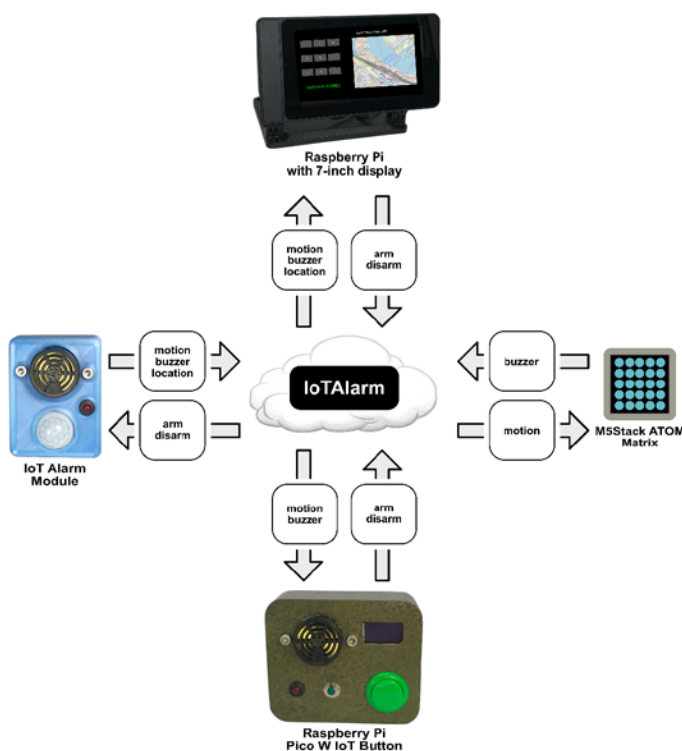 Raspberry Pi
with 7-inch display
motion
buzzer
location
arm
disarm
motion
buzzer
location
arm
disarm
IoT Alarm
Module
IoTAlarm
buzzer
motion
M5Stack ATOM
Matrix
motion
buzzer
arm
disarm
Raspberry Pi
Pico W IoT Button